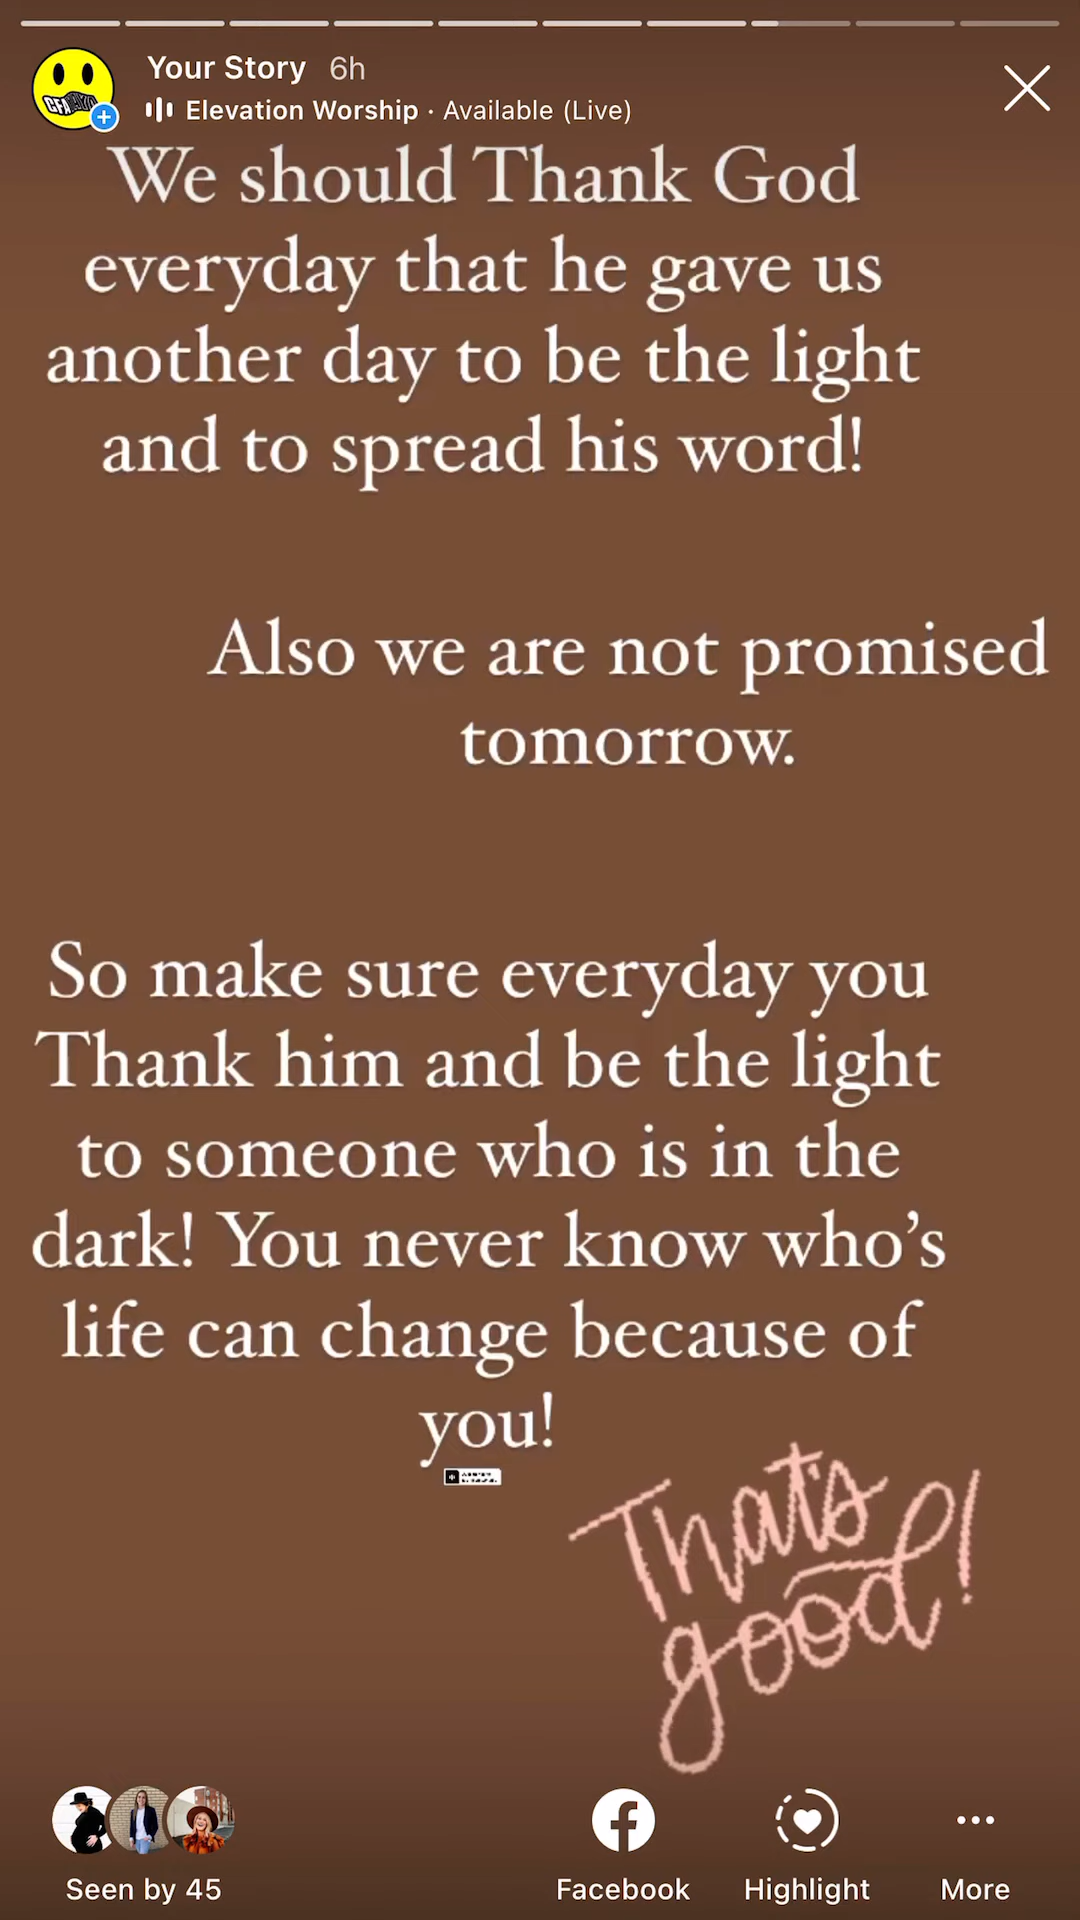 Your Story 6h
Elevation Worship · Available (Live)
We should Thank God
everyday that he gave us
another day to be the light
and to spread his word!
Also we are not promised
tomorrow.
So make sure everyday you
Thank him and be the light
to someone who is in the
dark! You never know who’s
life can change because of
you!
That's
good!
Seen by 45
Facebook
Highlight
More